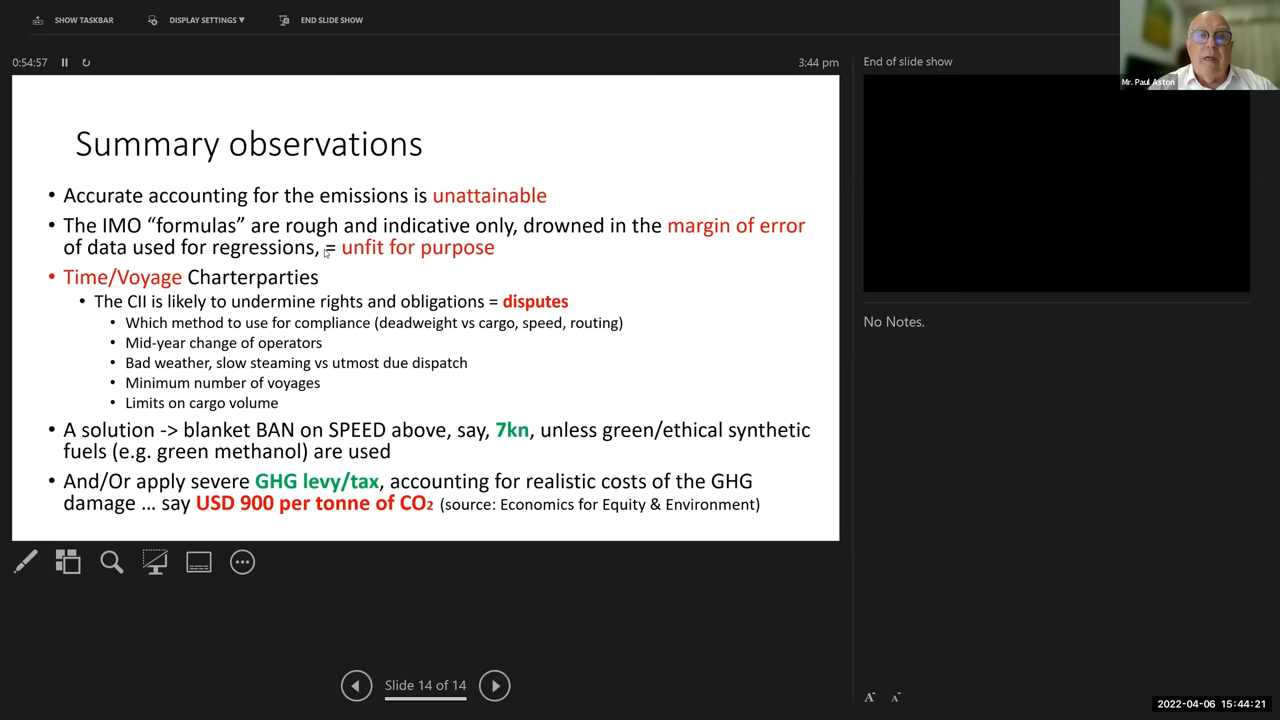 SHOW TASKBAR
DISPLAY SETTINGS ▼
END SLIDE SHOW
0:54:57
3:44 pm
End of slide show
Mr. Paul Aston
Summary observations
• Accurate accounting for the emissions is unattainable
• The IMO “formulas” are rough and indicative only, drowned in the margin of error
of data used for regressions, = unfit for purpose
• Time/Voyage Charterparties
• The CII is likely to undermine rights and obligations = disputes
• Which method to use for compliance (deadweight vs cargo, speed, routing)
• Mid-year change of operators
• Bad weather, slow steaming vs utmost due dispatch
• Minimum number of voyages
• Limits on cargo volume
• A solution -> blanket BAN on SPEED above, say, 7kn, unless green/ethical synthetic
fuels (e.g. green methanol) are used
• And/Or apply severe GHG levy/tax, accounting for realistic costs of the GHG
damage … say USD 900 per tonne of CO₂ (source: Economics for Equity & Environment)
No Notes.
Slide 14 of 14
A A
2022-04-06 15:44:21